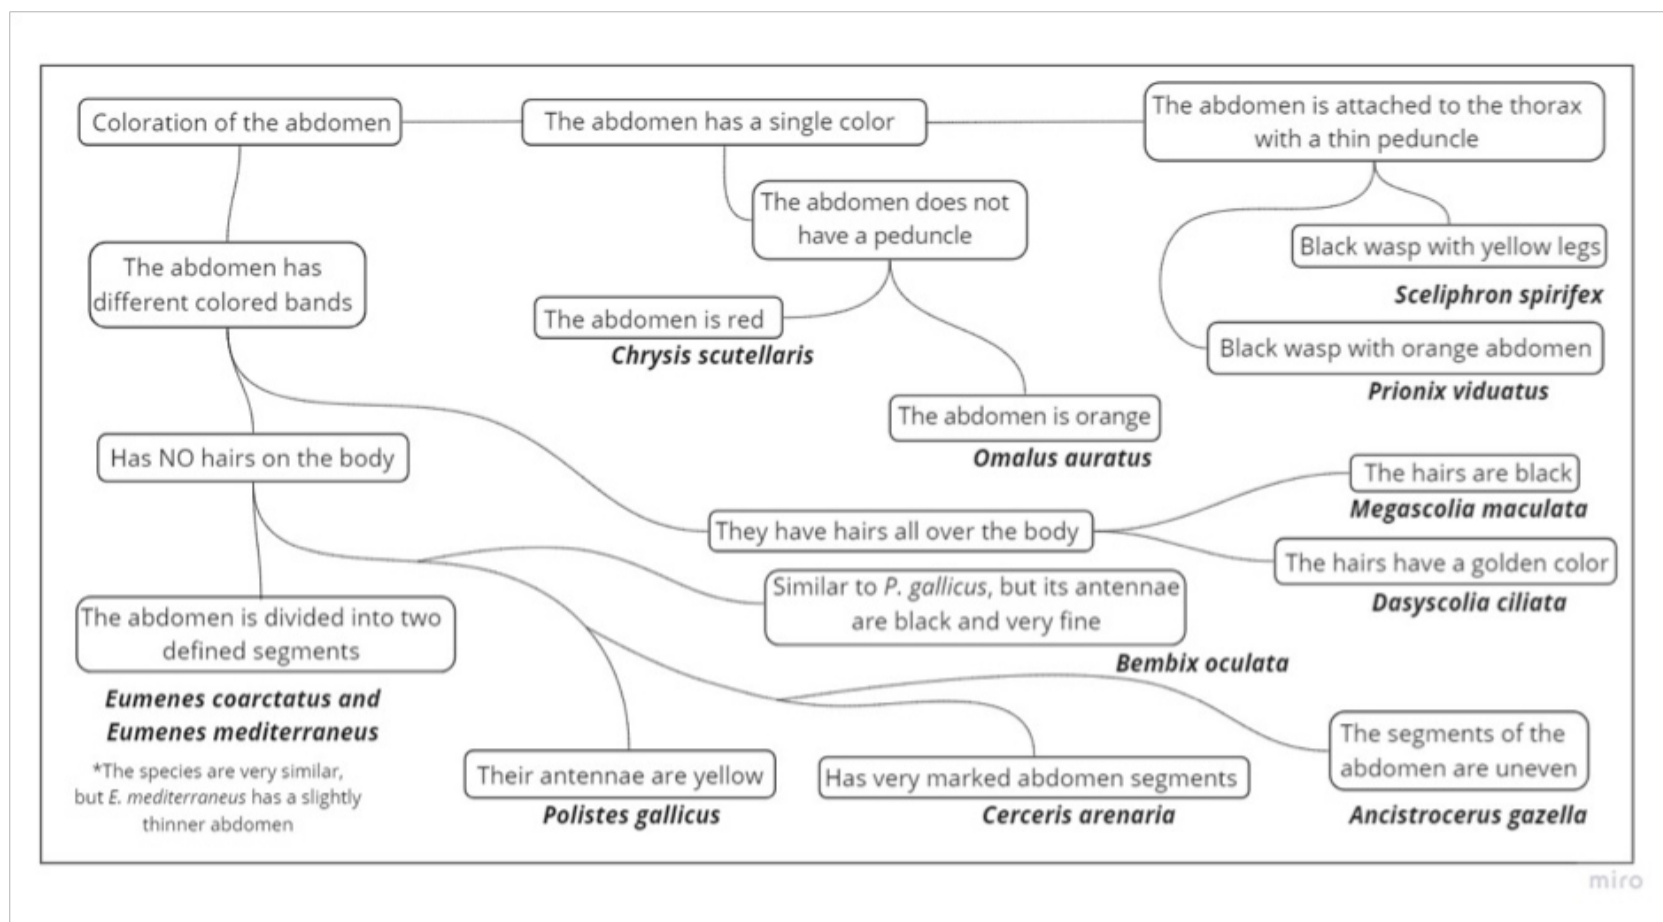 Coloration of the abdomen
The abdomen has a single color
The abdomen is attached to the thorax
with a thin peduncle
The abdomen does not
have a peduncle
Black wasp with yellow legs
Sceliphron spirifex
The abdomen has
different colored bands
The abdomen is red
Chrysis scutellaris
Black wasp with orange abdomen
Prionix viduatus
The abdomen is orange
Omalus auratus
Has NO hairs on the body
The hairs are black
Megascolia maculata
They have hairs all over the body
The hairs have a golden color
Dasyscolia ciliata
Similar to P. gallicus, but its antennae
are black and very fine
Bembix oculata
The abdomen is divided into two
defined segments
Eumenes coarctatus and
Eumenes mediterraneus
*The species are very similar,
but E. mediterraneus has a slightly
thinner abdomen
Their antennae are yellow
Polistes gallicus
Has very marked abdomen segments
Cerceris arenaria
The segments of the
abdomen are uneven
Ancistrocerus gazella
miro